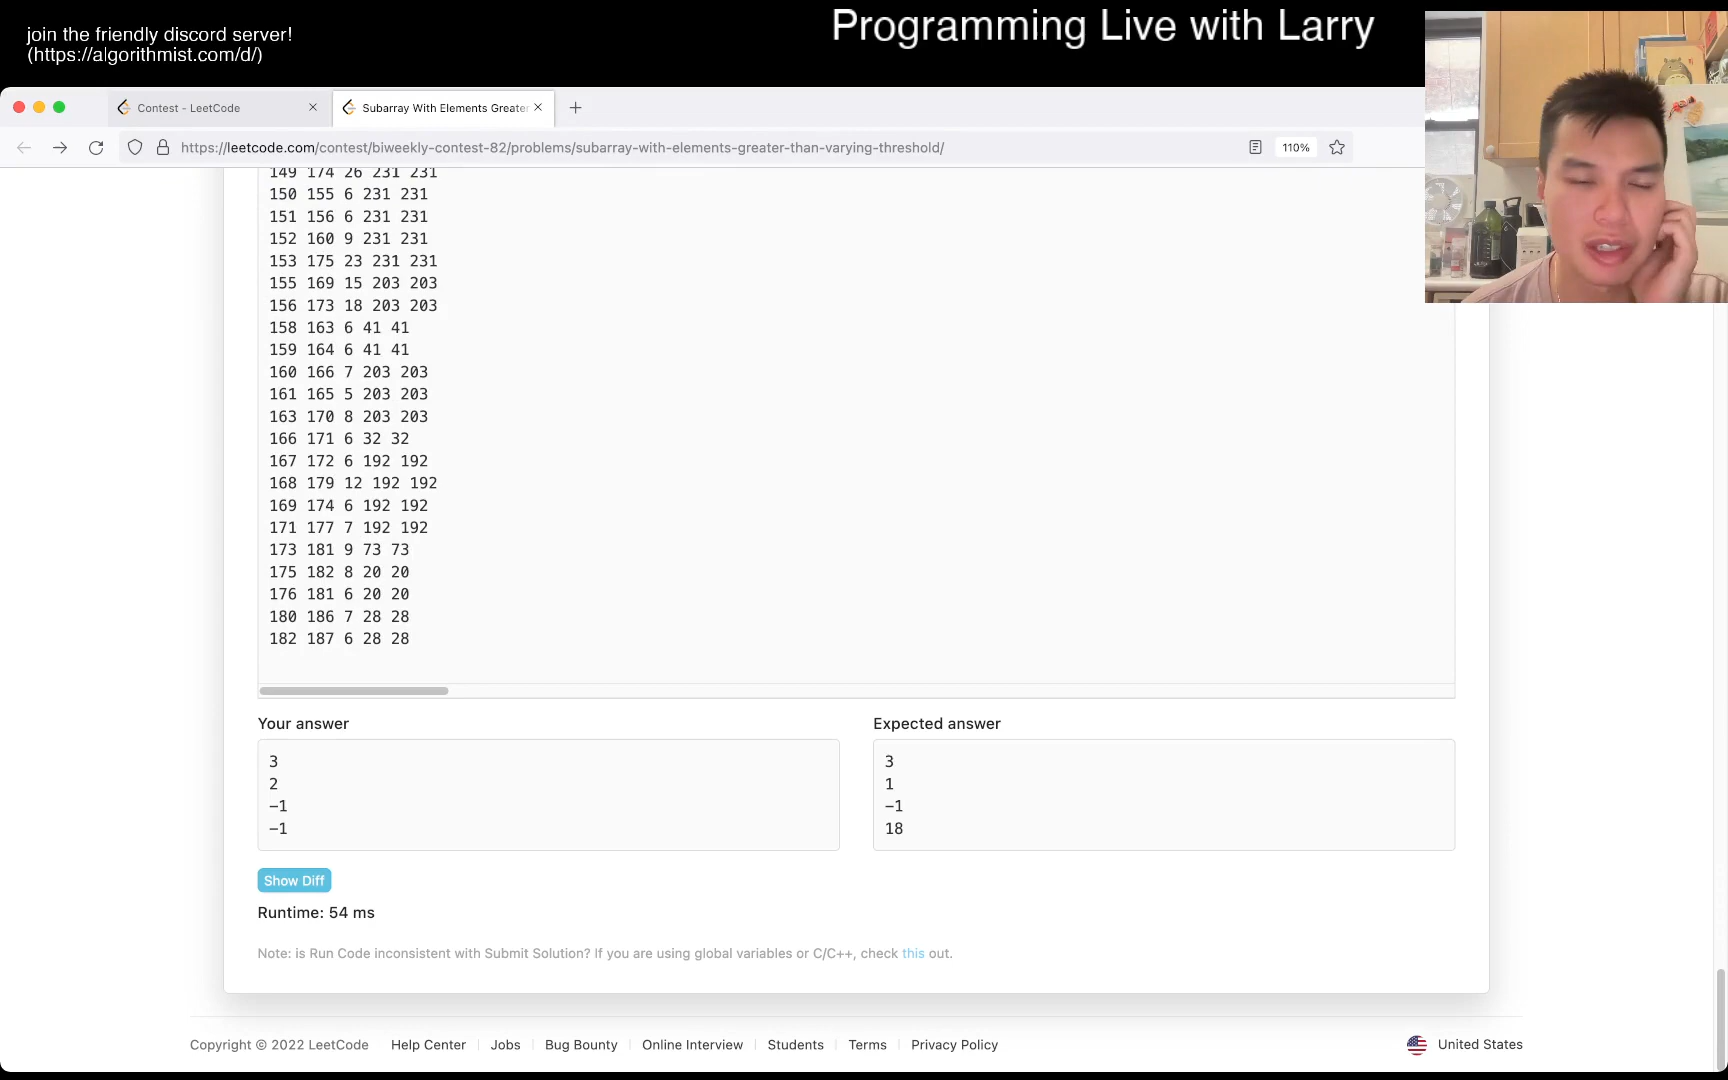 join the friendly discord server!
(https://algorithmist.com/d/)
Programming Live with Larry
Contest - LeetCode
Subarray With Elements Greater
https://leetcode.com/contest/biweekly-contest-82/problems/subarray-with-elements-greater-than-varying-threshold/
110%
149 174 26 231 231
150 155 6 231 231
151 156 6 231 231
152 160 9 231 231
153 175 23 231 231
155 169 15 203 203
156 173 18 203 203
158 163 6 41 41
159 164 6 41 41
160 166 7 203 203
161 165 5 203 203
163 170 8 203 203
166 171 6 32 32
167 172 6 192 192
168 179 12 192 192
169 174 6 192 192
171 177 7 192 192
173 181 9 73 73
175 182 8 20 20
176 181 6 20 20
180 186 7 28 28
182 187 6 28 28
Your answer
3
2
-1
-1
Expected answer
3
1
-1
18
Show Diff
Runtime: 54 ms
Note: is Run Code inconsistent with Submit Solution? If you are using global variables or C/C++, check this out.
Copyright © 2022 LeetCode
Help Center
Jobs
Bug Bounty
Online Interview
Students
Terms
Privacy Policy
United States